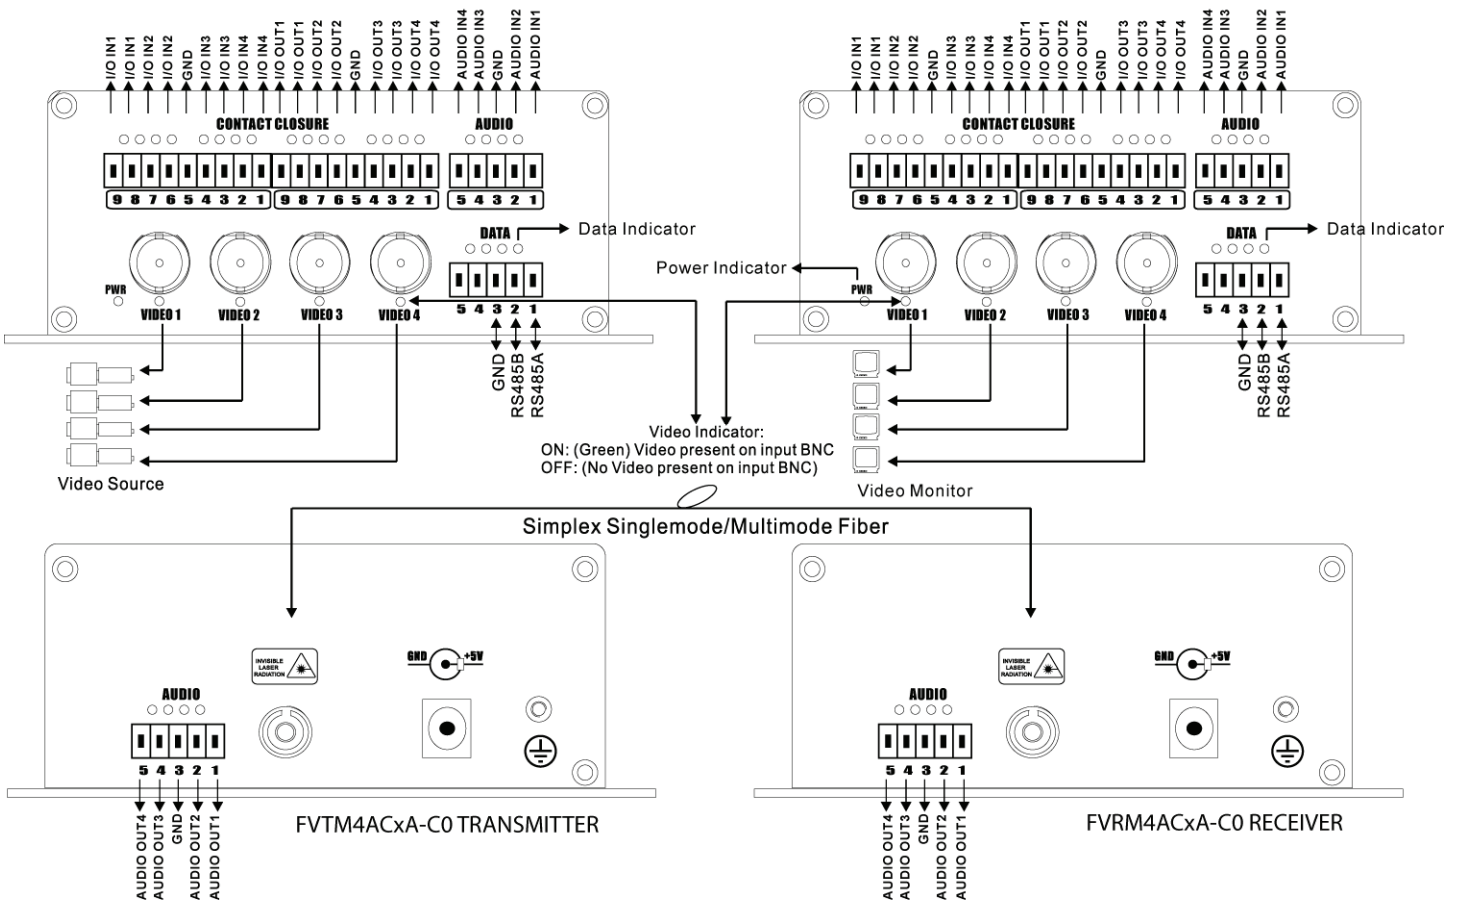 I/O IN1
I/O IN1
I/O IN2
I/O IN2
GND
I/O IN3
I/O IN3
I/O IN4
I/O IN4
I/O OUT1
I/O OUT1
I/O OUT2
I/O OUT2
GND
I/O OUT3
I/O OUT3
I/O OUT4
I/O OUT4
AUDIO IN4
AUDIO IN3
GND
AUDIO IN2
AUDIO IN1
CONTACT CLOSURE
AUDIO
9 8 7 6 5 4 3 2 1
9 8 7 6 5 4 3 2 1
5 4 3 2 1
DATA
Data Indicator
PWR
VIDEO 1
VIDEO 2
VIDEO 3
VIDEO 4
5 4 3 2 1
GND
RS485B
RS485A
Video Source
I/O IN1
I/O IN1
I/O IN2
I/O IN2
GND
I/O IN3
I/O IN3
I/O IN4
I/O IN4
I/O OUT1
I/O OUT1
I/O OUT2
I/O OUT2
GND
I/O OUT3
I/O OUT3
I/O OUT4
I/O OUT4
AUDIO IN4
AUDIO IN3
GND
AUDIO IN2
AUDIO IN1
CONTACT CLOSURE
AUDIO
9 8 7 6 5 4 3 2 1
9 8 7 6 5 4 3 2 1
5 4 3 2 1
DATA
Data Indicator
Power Indicator
PWR
VIDEO 1
VIDEO 2
VIDEO 3
VIDEO 4
5 4 3 2 1
GND
RS485B
RS485A
Video Monitor
Video Indicator:
ON: (Green) Video present on input BNC
OFF: (No Video present on input BNC)
Simplex Singlemode/Multimode Fiber
INVISIBLE
LASER
RADIATION
GND
+5V
AUDIO
5 4 3 2 1
AUDIO OUT4
AUDIO OUT3
GND
AUDIO OUT2
AUDIO OUT1
FVTM4ACxA-C0 TRANSMITTER
INVISIBLE
LASER
RADIATION
GND
+5V
AUDIO
5 4 3 2 1
AUDIO OUT4
AUDIO OUT3
GND
AUDIO OUT2
AUDIO OUT1
FVRM4ACxA-C0 RECEIVER